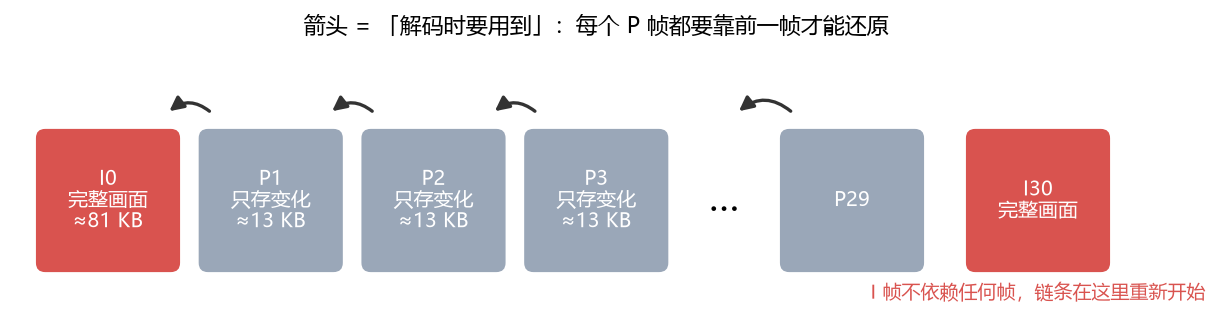 箭头 = 「解码时要用到」：每个 P 帧都要靠前一帧才能还原
I0
完整画面
≈81 KB
P1
只存变化
≈13 KB
P2
只存变化
≈13 KB
P3
只存变化
≈13 KB
...
P29
I30
完整画面
I 帧不依赖任何帧，链条在这里重新开始